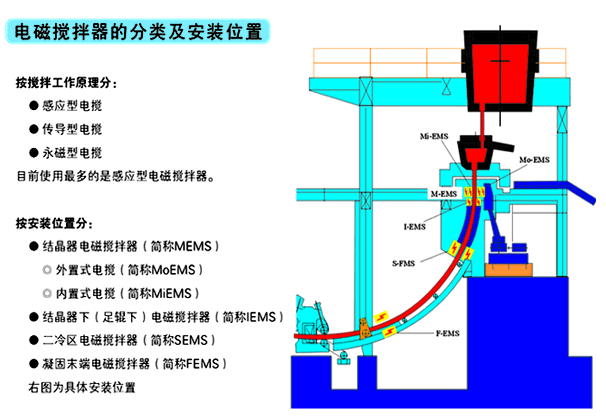 电磁搅拌器的分类及安装位置
按搅拌工作原理分：
● 感应型电搅
● 传导型电搅
● 永磁型电搅
目前使用最多的是感应型电磁搅拌器。
按安装位置分：
● 结晶器电磁搅拌器（简称MEMS）
◎ 外置式电搅（简称MoEMS）
◎ 内置式电搅（简称MiEMS）
● 结晶器下（足辊下）电磁搅拌器（简称IEMS）
● 二冷区电磁搅拌器（简称SEMS）
● 凝固末端电磁搅拌器（简称FEMS）
右图为具体安装位置
Mi-EMS
Mo-EMS
M-EMS
I-EMS
S-FMS
F-EMS